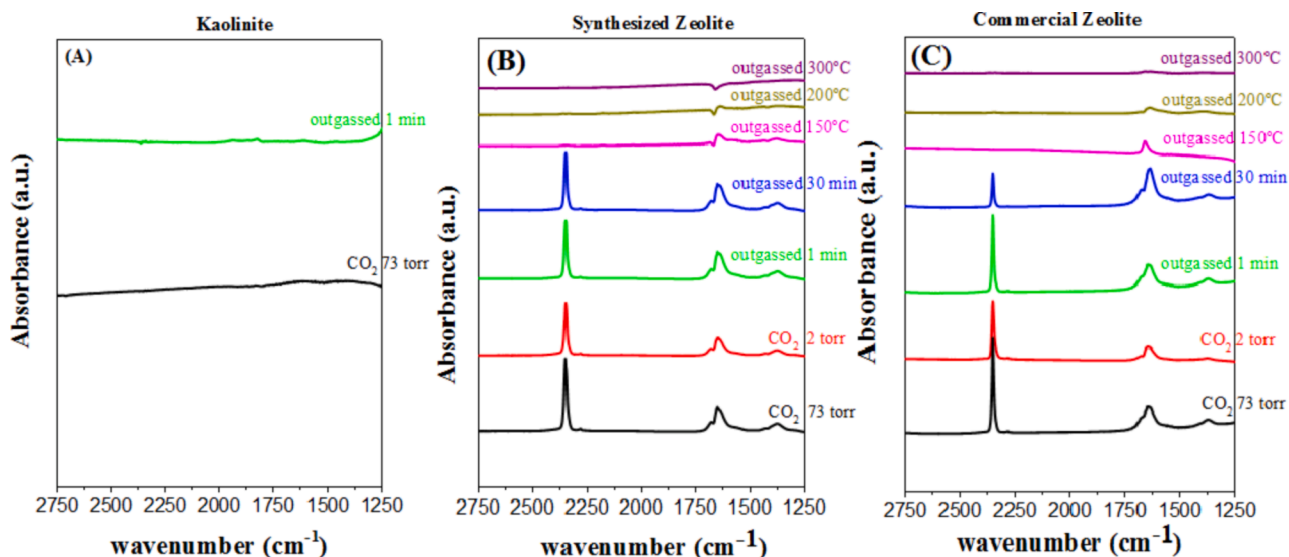 Kaolinite
(A)
outgassed 1 min
CO₂ 73 torr
Absorbance (a.u.)
2750 2500 2250 2000 1750 1500 1250
wavenumber (cm⁻¹)
Synthesized Zeolite
(B)
outgassed 300°C
outgassed 200°C
outgassed 150°C
outgassed 30 min
outgassed 1 min
CO₂ 2 torr
CO₂ 73 torr
Absorbance (a.u.)
2750 2500 2250 2000 1750 1500 1250
wavenumber (cm⁻¹)
Commercial Zeolite
(C)
outgassed 300°C
outgassed 200°C
outgassed 150°C
outgassed 30 min
outgassed 1 min
CO₂ 2 torr
CO₂ 73 torr
Absorbance (a.u.)
2750 2500 2250 2000 1750 1500 1250
wavenumber (cm⁻¹)